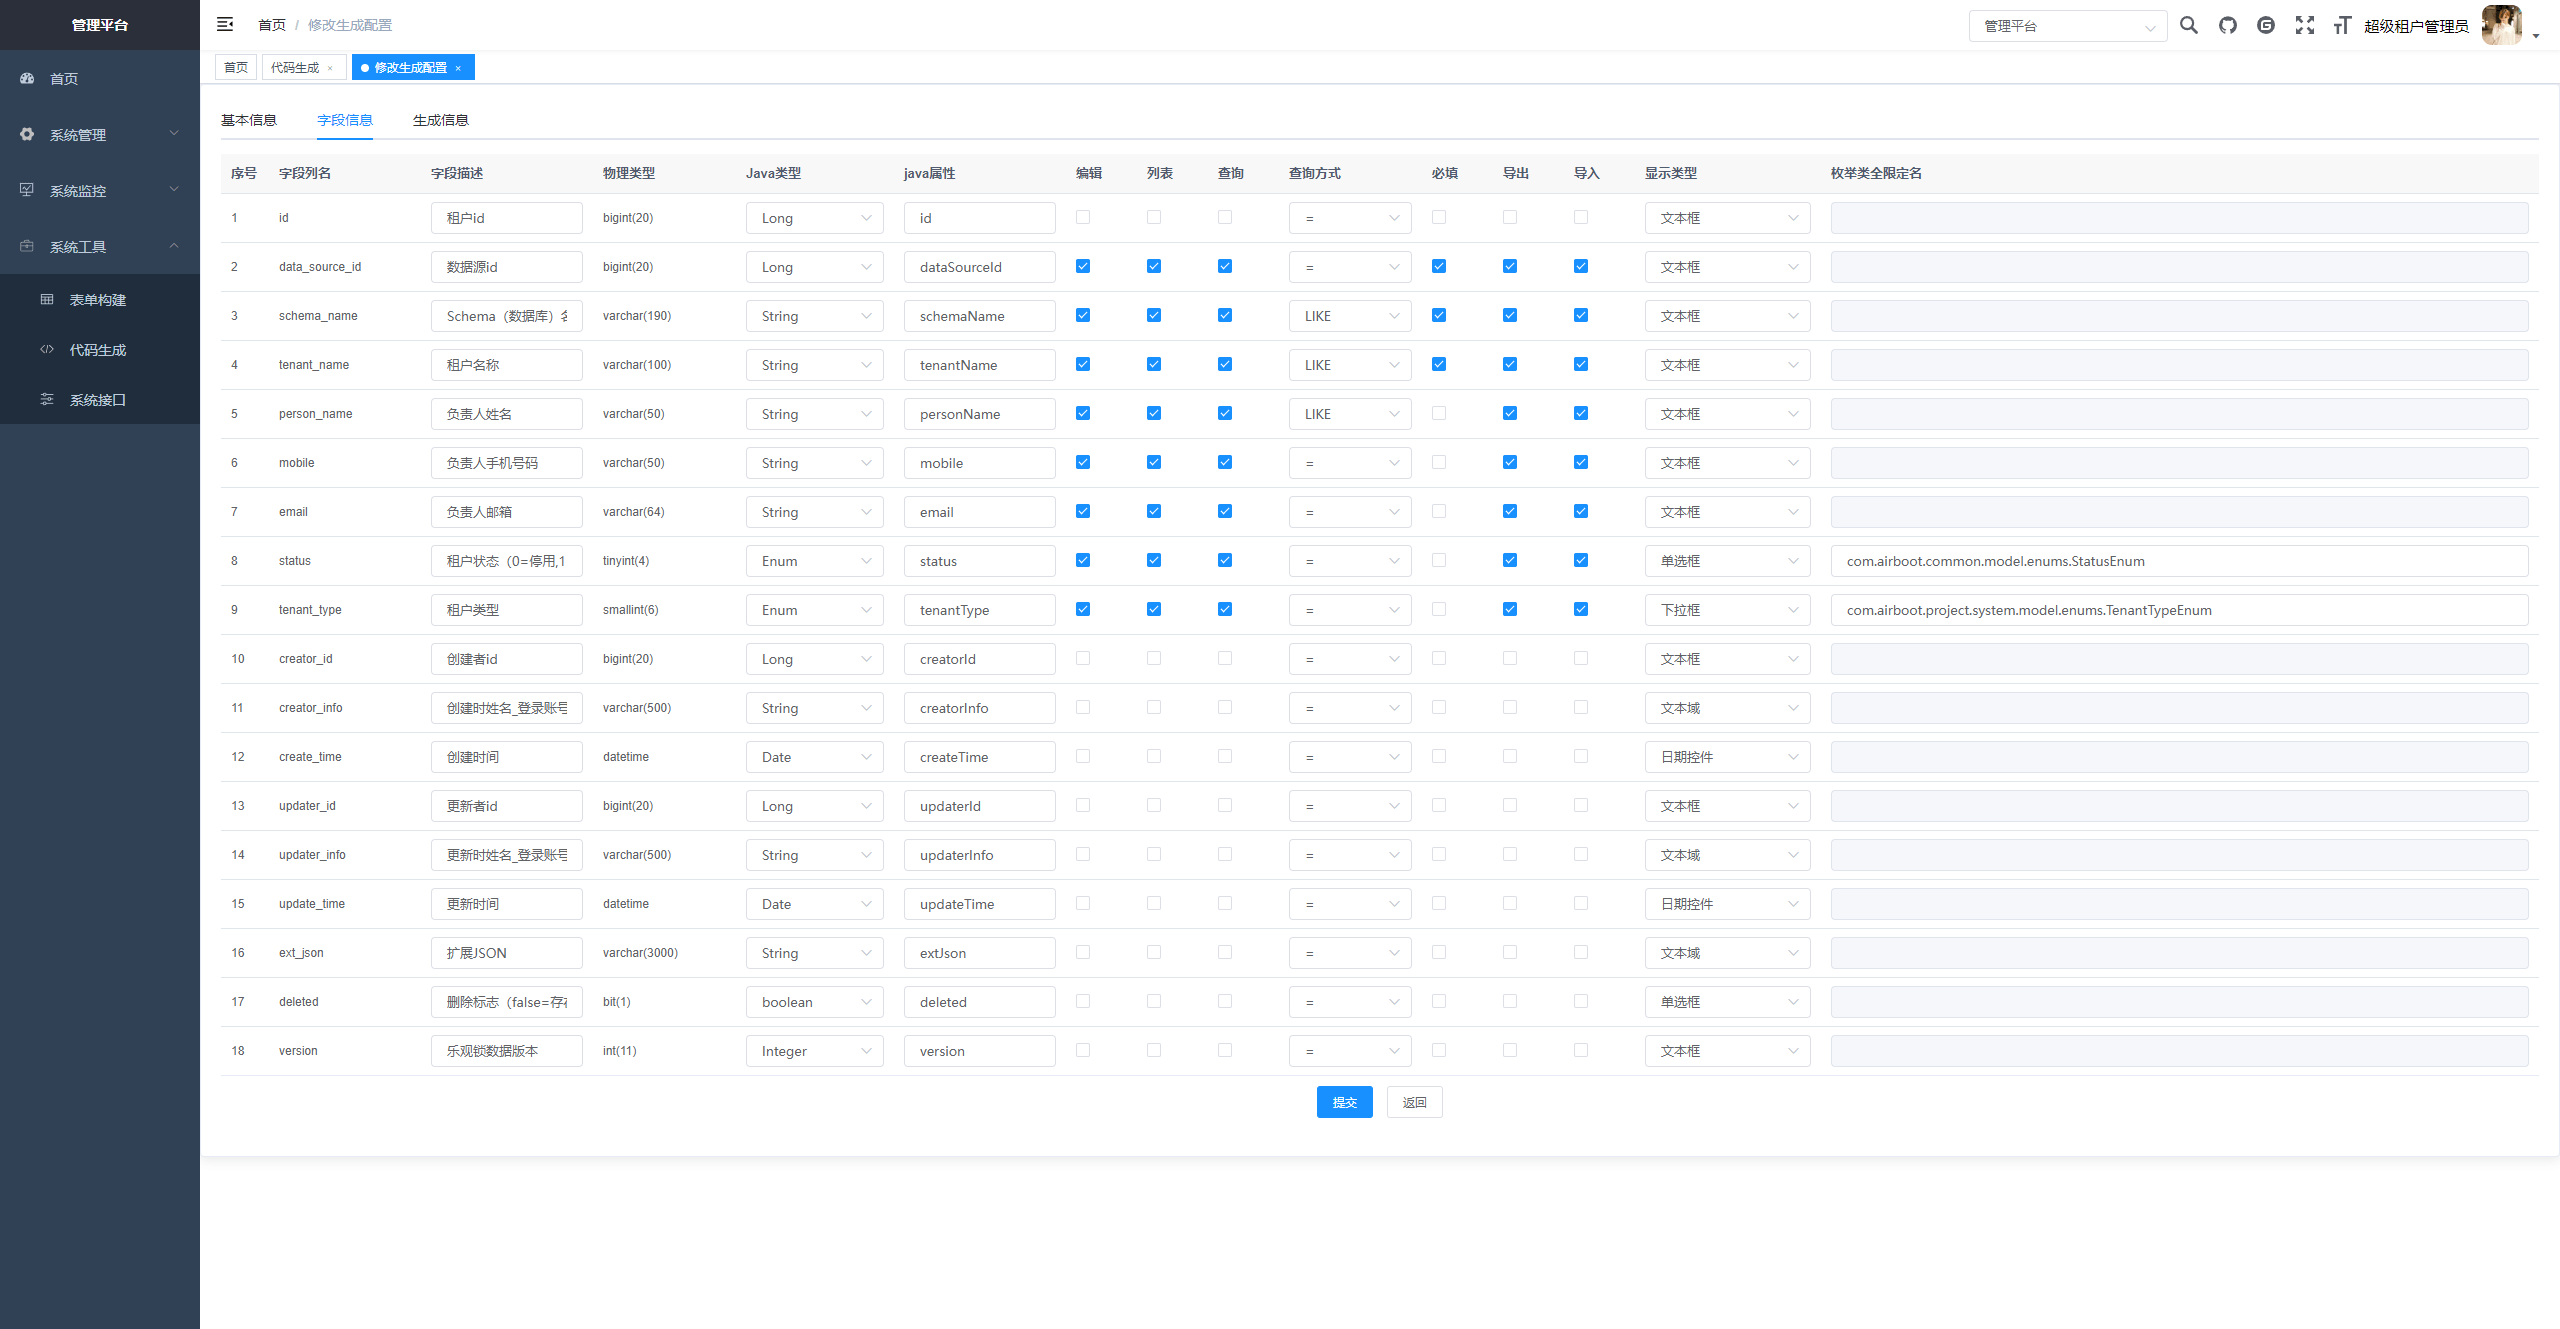 管理平台
首页
系统管理
系统监控
系统工具
表单构建
代码生成
系统接口
首页 / 修改生成配置
管理平台
超级租户管理员
首页 代码生成 × 修改生成配置 ×
基本信息 字段信息 生成信息
序号 字段列名 字段描述 物理类型 Java类型 java属性 编辑 列表 查询 查询方式 必填 导出 导入 显示类型 枚举类全限定名
1 id 租户id bigint(20) Long id = 文本框
2 data_source_id 数据源id bigint(20) Long dataSourceId = 文本框
3 schema_name Schema（数据库） varchar(190) String schemaName LIKE 文本框
4 tenant_name 租户名称 varchar(100) String tenantName LIKE 文本框
5 person_name 负责人姓名 varchar(50) String personName LIKE 文本框
6 mobile 负责人手机号码 varchar(50) String mobile = 文本框
7 email 负责人邮箱 varchar(64) String email = 文本框
8 status 租户状态（0=停用,1 tinyint(4) Enum status = 单选框 com.airboot.common.model.enums.StatusEnum
9 tenant_type 租户类型 smallint(6) Enum tenantType = 下拉框 com.airboot.project.system.model.enums.TenantTypeEnum
10 creator_id 创建者id bigint(20) Long creatorId = 文本框
11 creator_info 创建时姓名_登录账号 varchar(500) String creatorInfo = 文本域
12 create_time 创建时间 datetime Date createTime = 日期控件
13 updater_id 更新者id bigint(20) Long updaterId = 文本框
14 updater_info 更新时姓名_登录账号 varchar(500) String updaterInfo = 文本域
15 update_time 更新时间 datetime Date updateTime = 日期控件
16 ext_json 扩展JSON varchar(3000) String extJson = 文本域
17 deleted 删除标志（false=存 bit(1) boolean deleted = 单选框
18 version 乐观锁数据版本 int(11) Integer version = 文本框
提交 返回